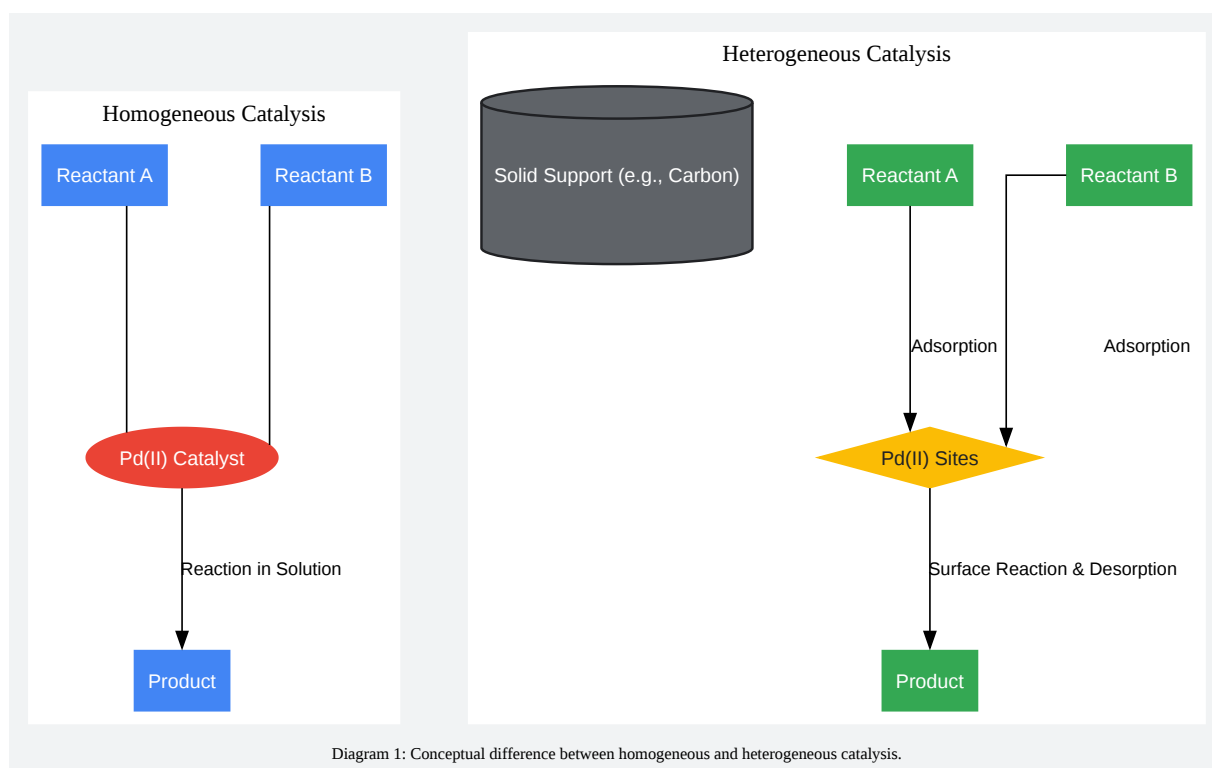 Homogeneous Catalysis
Reactant A
Reactant B
Pd(II) Catalyst
Reaction in Solution
Product
Heterogeneous Catalysis
Solid Support (e.g., Carbon)
Reactant A
Reactant B
Adsorption
Adsorption
Pd(II) Sites
Surface Reaction & Desorption
Product
Diagram 1: Conceptual difference between homogeneous and heterogeneous catalysis.